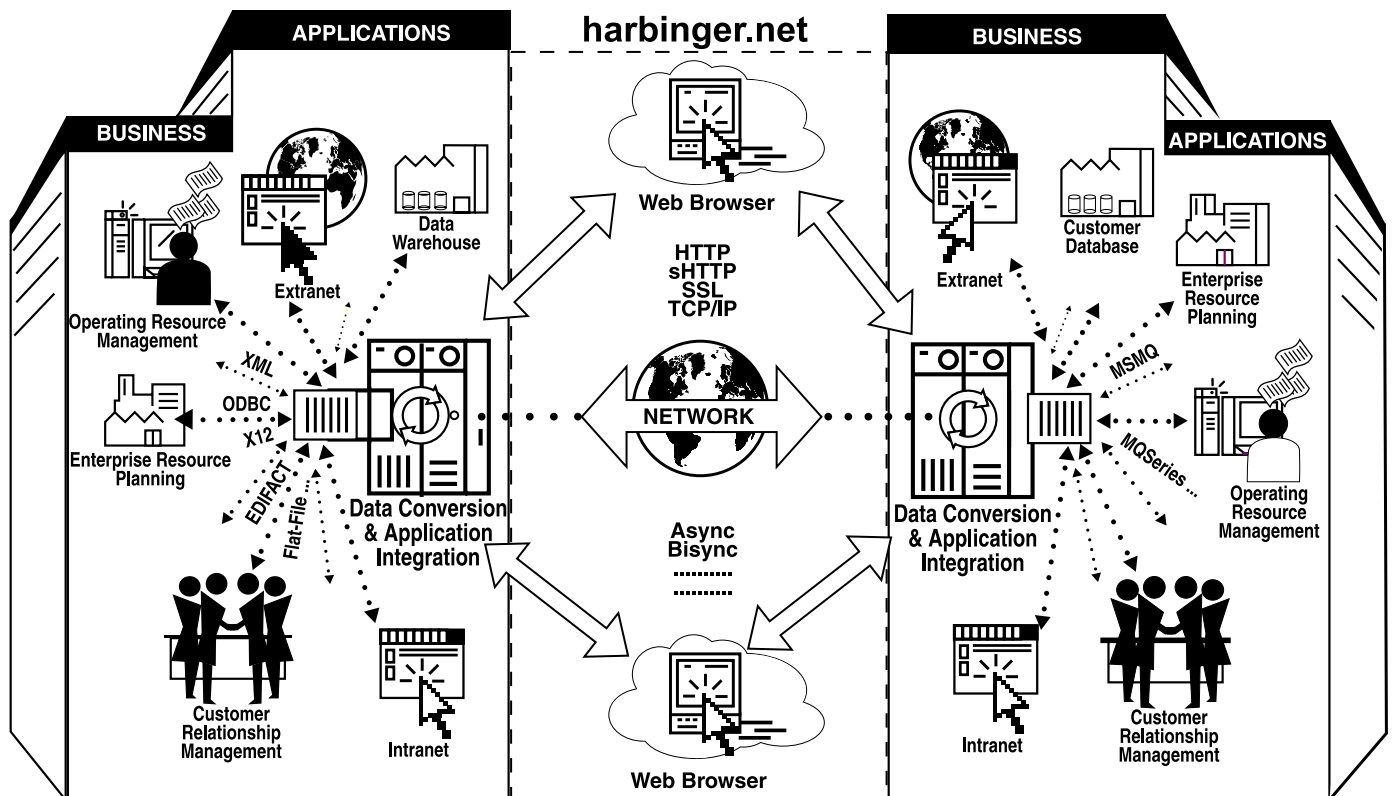 harbinger.net
APPLICATIONS
BUSINESS
Data
Warehouse
Extranet
Operating Resource
Management
XML
ODBC
X12
EDIFACT
Flat-File ...
Enterprise Resource
Planning
Data Conversion
& Application
Integration
Customer
Relationship
Management
Intranet
Web Browser
HTTP
sHTTP
SSL
TCP/IP
NETWORK
Async
Bisync
Web Browser
BUSINESS
APPLICATIONS
Extranet
Customer
Database
Enterprise
Resource
Planning
MSMQ
MQSeries ...
Operating
Resource
Management
Data Conversion
& Application
Integration
Intranet
Customer
Relationship
Management